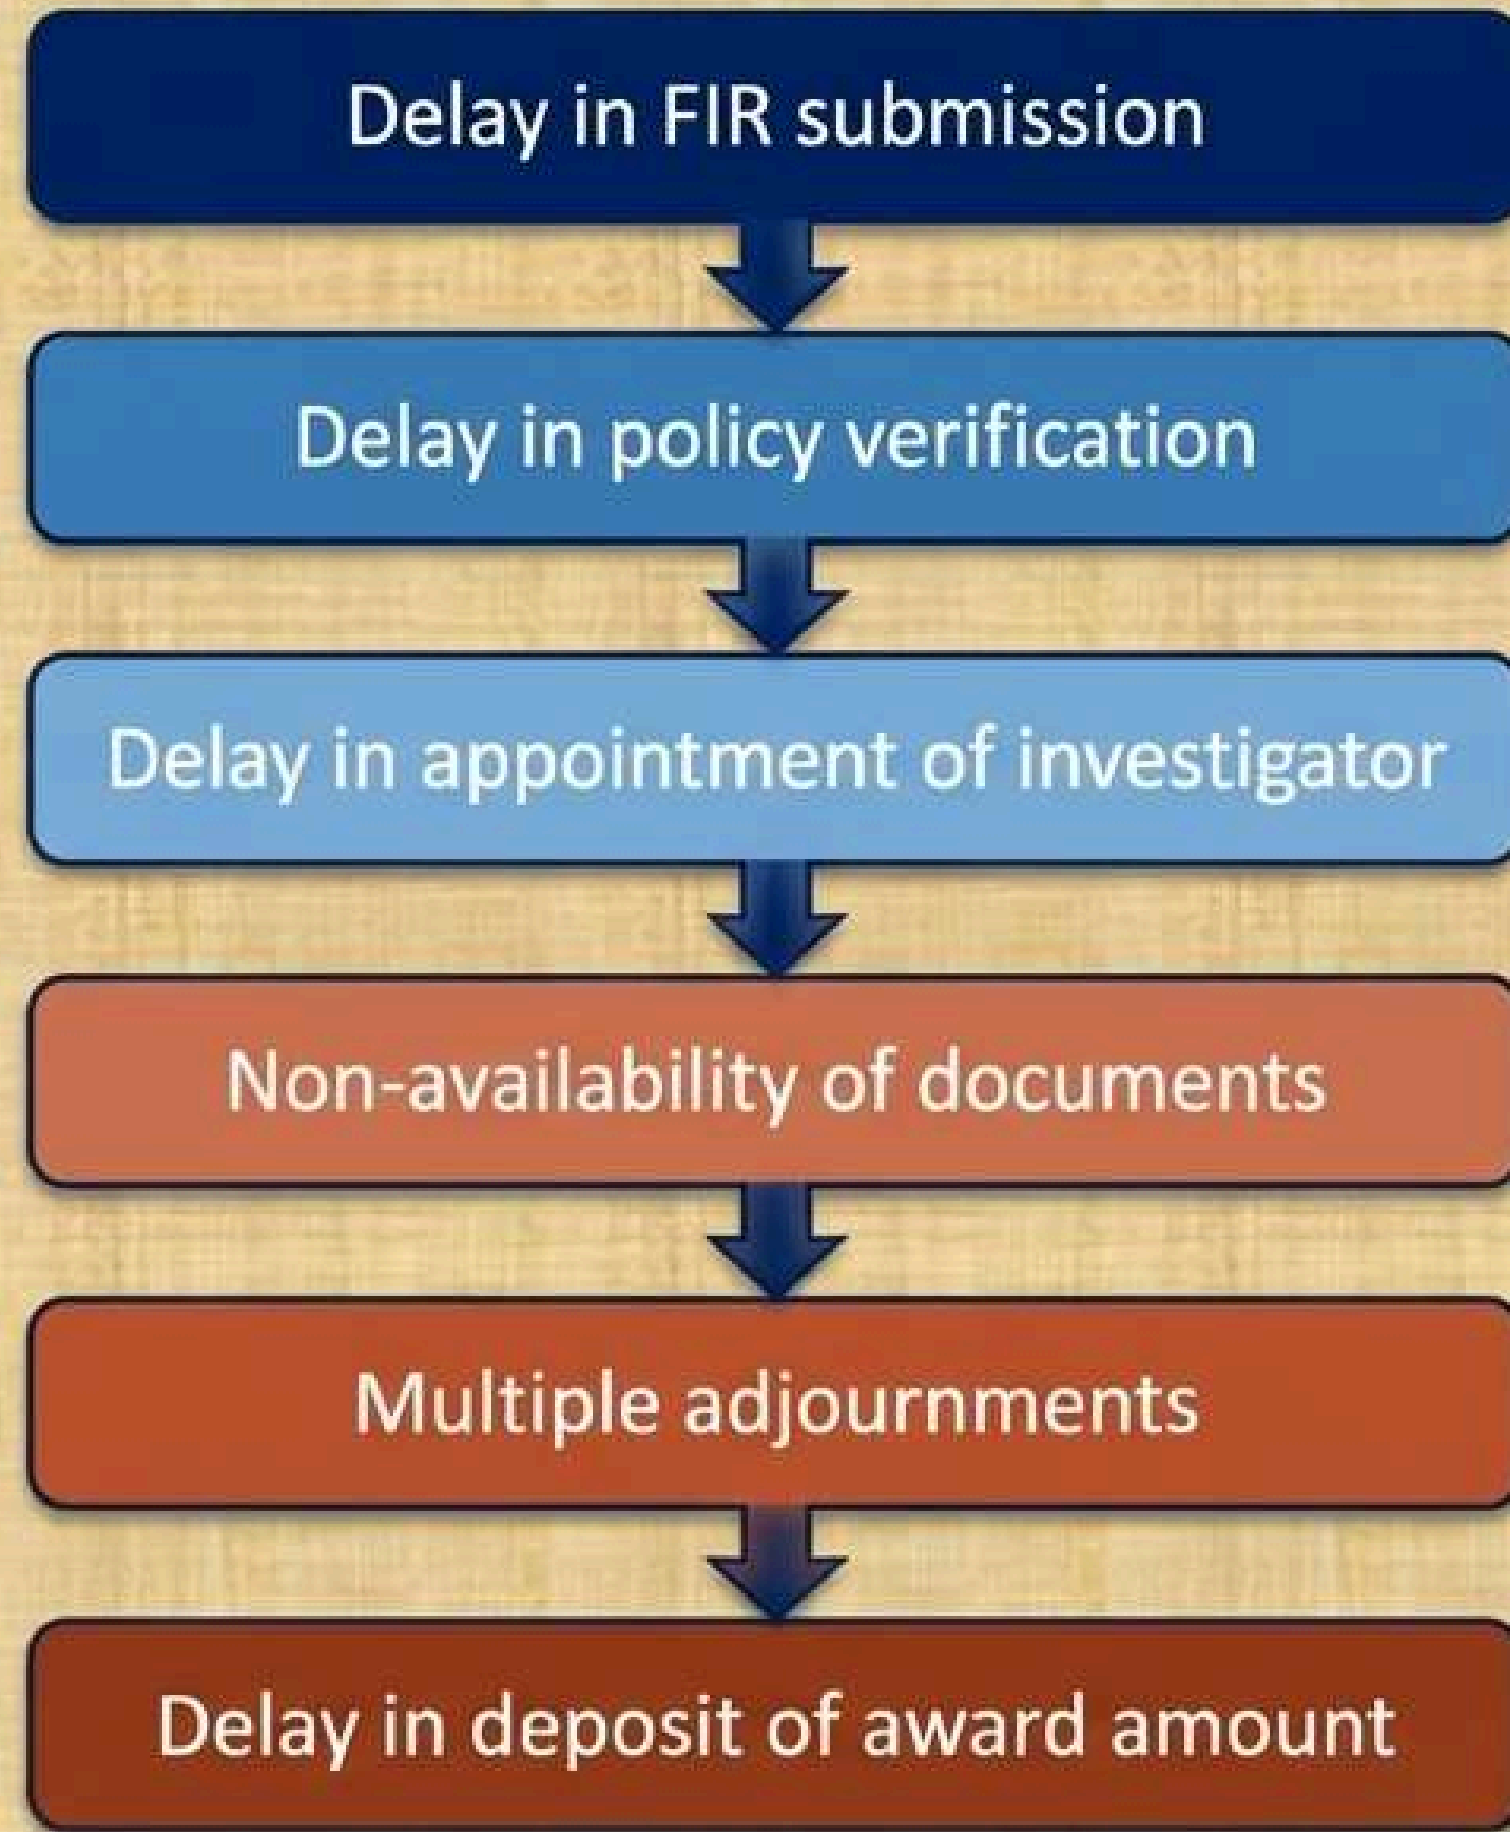 Delay in FIR submission
Delay in policy verification
Delay in appointment of investigator
Non-availability of documents
Multiple adjournments
Delay in deposit of award amount